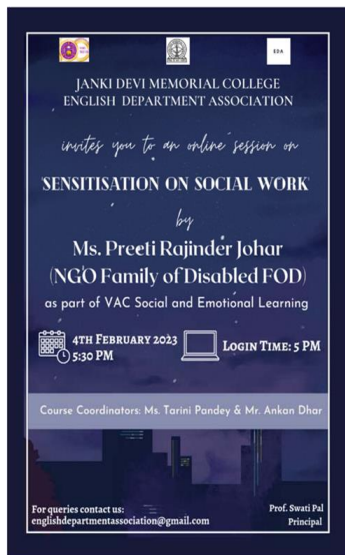 EDA
JANKI DEVI MEMORIAL COLLEGE
ENGLISH DEPARTMENT ASSOCIATION
invites you to an online session on
'SENSITISATION ON SOCIAL WORK'
by
Ms. Preeti Rajinder Johar
(NGO Family of Disabled FOD)
as part of VAC Social and Emotional Learning
4TH FEBRUARY 2023
5:30 PM
LOGIN TIME: 5 PM
Course Coordinators: Ms. Tarini Pandey & Mr. Ankan Dhar
For queries contact us:
englishdepartmentassociation@gmail.com
Prof. Swati Pal
Principal